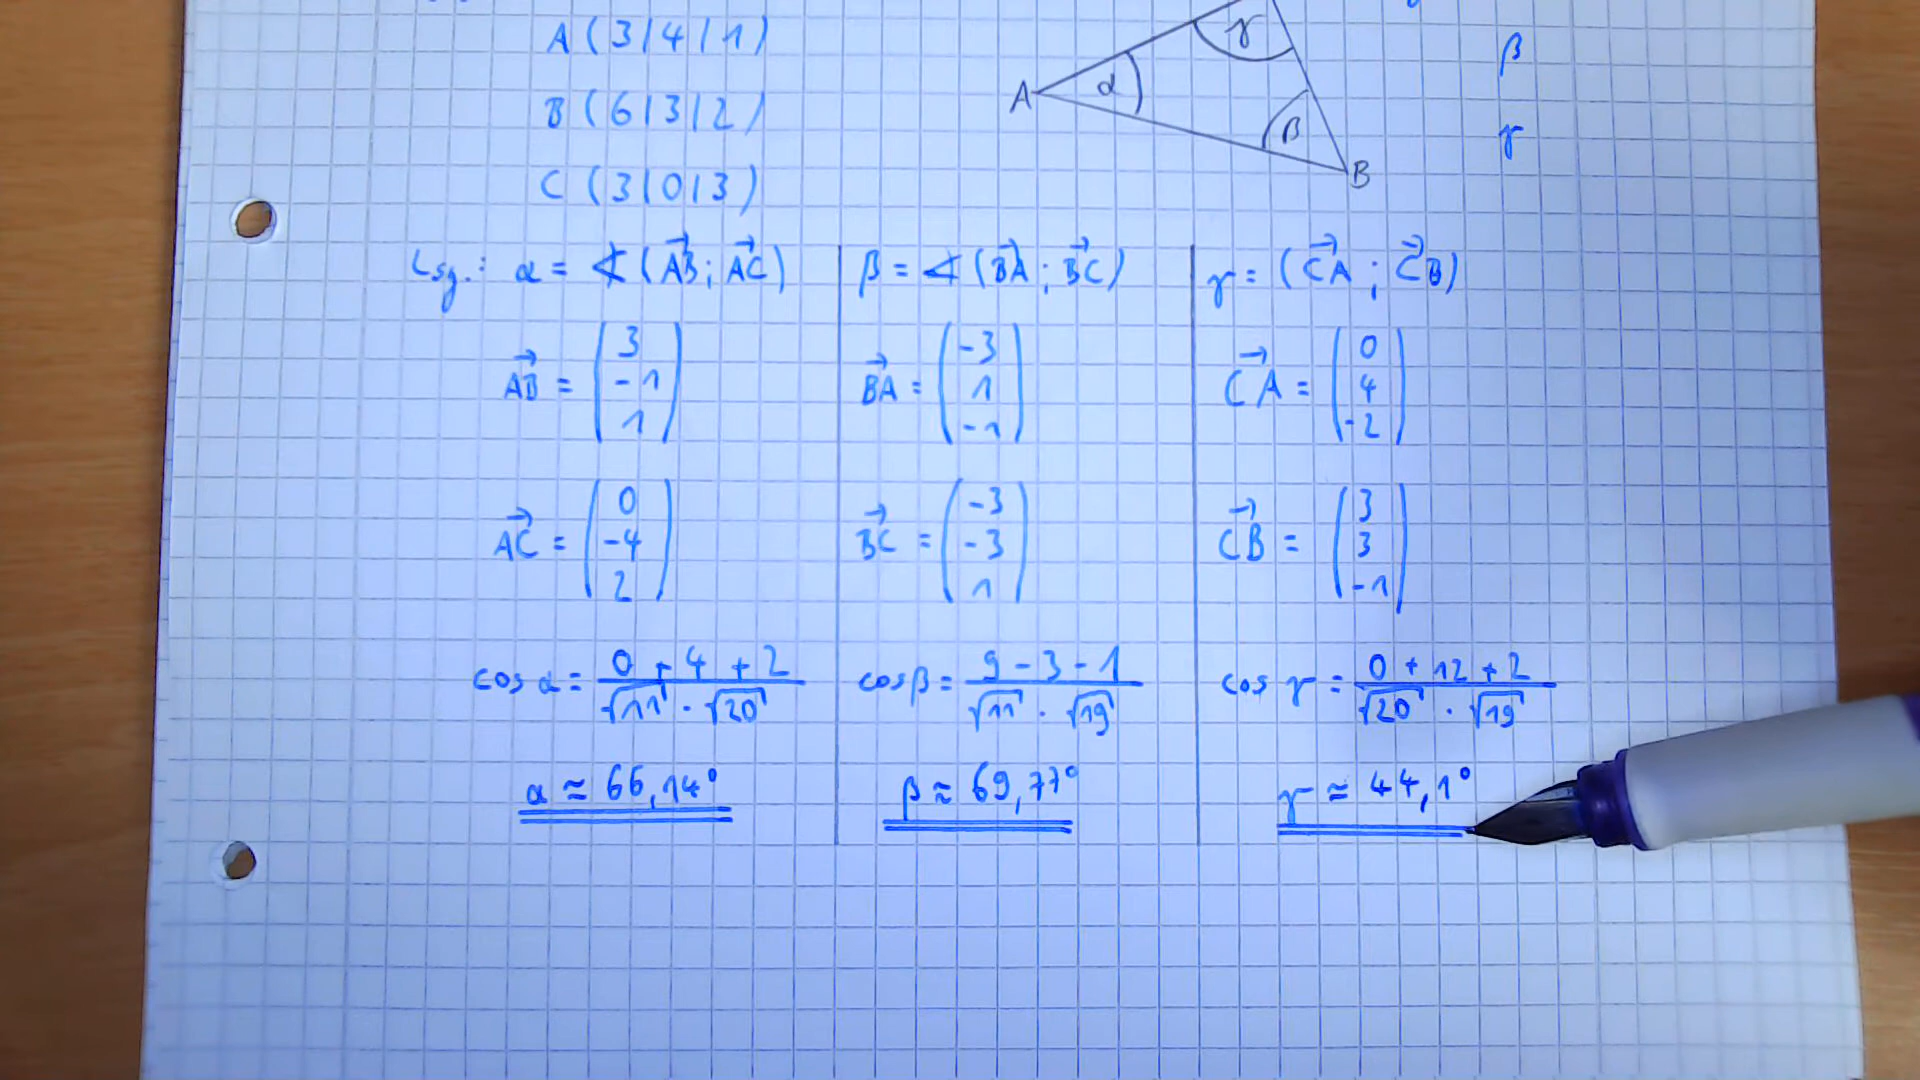 A (3|4|1)
B (6|3|2)
C (3|0|3)
A
α
γ
β
B
β
γ
Lsg.: α = ∢ (AB⃗; AC⃗)
AB⃗ = (3 -1 1)
AC⃗ = (0 -4 2)
cos α = (0 + 4 + 2) / (√11 · √20)
α ≈ 66,14°
β = ∢ (BA⃗; BC⃗)
BA⃗ = (-3 1 -1)
BC⃗ = (-3 -3 1)
cos β = (9 - 3 - 1) / (√11 · √19)
β ≈ 69,77°
γ = (CA⃗; CB⃗)
CA⃗ = (0 4 -2)
CB⃗ = (3 3 -1)
cos γ = (0 + 12 + 2) / (√20 · √19)
γ ≈ 44,1°